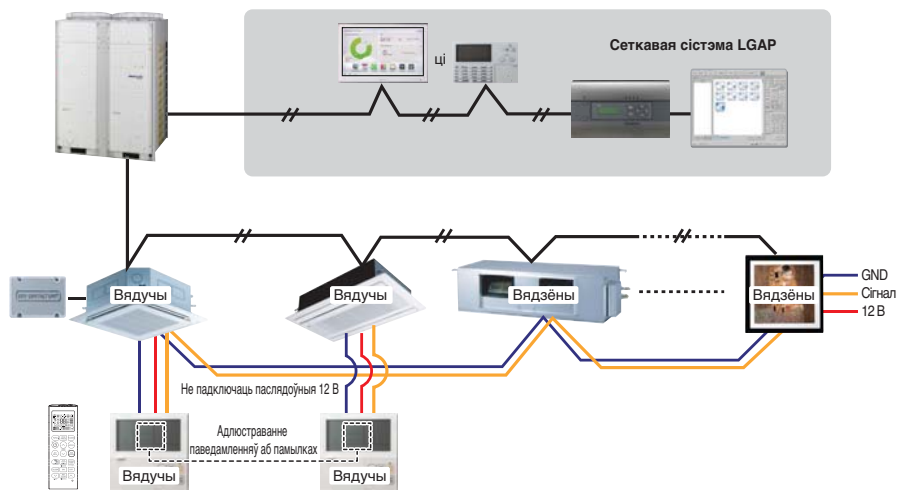 Сеткавая сістэма LGAP
ці
Вядучы
Вядучы
Вядзёны
Вядзёны
GND
Сігнал
12 В
Не падключаць паслядоўныя 12 В
Адлюстраванне
паведамленняў аб памылках
Вядучы
Вядучы